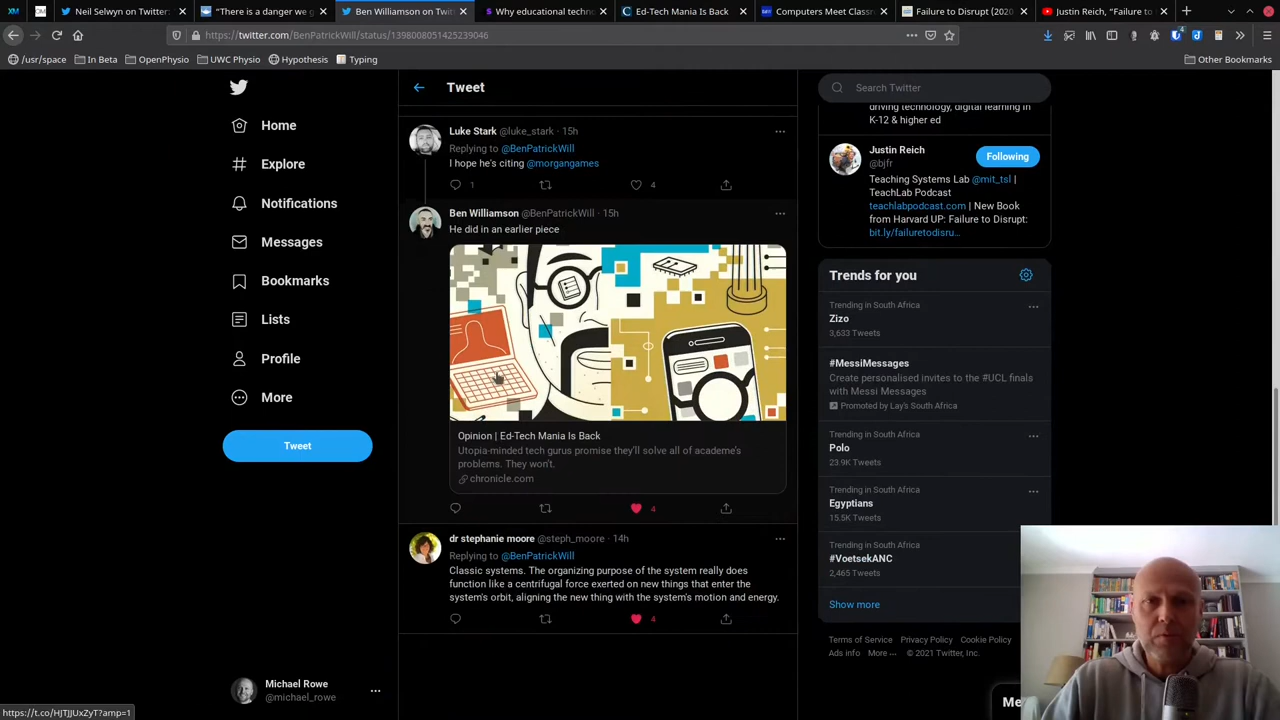 Neil Selwyn on Twitter:
"There is a danger we g
Ben Williamson on Twit
Why educational techno
Ed-Tech Mania Is Back
Computers Meet Classr
Failure to Disrupt (2020
Justin Reich, "Failure to
https://twitter.com/BenPatrickWill/status/1398008051425239046
/usr/space
In Beta
OpenPhysio
UWC Physio
Hypothesis
Typing
Other Bookmarks
Home
Explore
Notifications
Messages
Bookmarks
Lists
Profile
More
Tweet
Michael Rowe
@michael_rowe
https://t.co/HJTJJUxZyT?amp=1
Tweet
Luke Stark @luke_stark · 15h
Replying to @BenPatrickWill
I hope he's citing @morgangames
1
4
Ben Williamson @BenPatrickWill · 15h
He did in an earlier piece
Opinion | Ed-Tech Mania Is Back
Utopia-minded tech gurus promise they'll solve all of academe's
problems. They won't.
chronicle.com
4
dr stephanie moore @steph_moore · 14h
Replying to @BenPatrickWill
Classic systems. The organizing purpose of the system really does
function like a centrifugal force exerted on new things that enter the
system's orbit, aligning the new thing with the system's motion and energy.
4
Search Twitter
driving technology, digital learning in
K-12 & higher ed
Justin Reich
@bjfr
Following
Teaching Systems Lab @mit_tsl |
TeachLab Podcast
teachlabpodcast.com | New Book
from Harvard UP: Failure to Disrupt:
bit.ly/failuretodisru…
Trends for you
Trending in South Africa
Zizo
3,633 Tweets
#MessiMessages
Create personalised invites to the #UCL finals
with Messi Messages
Promoted by Lay's South Africa
Trending in South Africa
Polo
23.9K Tweets
Trending in South Africa
Egyptians
15.5K Tweets
Trending in South Africa
#VoetsekANC
2,465 Tweets
Show more
Terms of Service Privacy Policy Cookie Policy
Ads info More ··· © 2021 Twitter, Inc.
Me